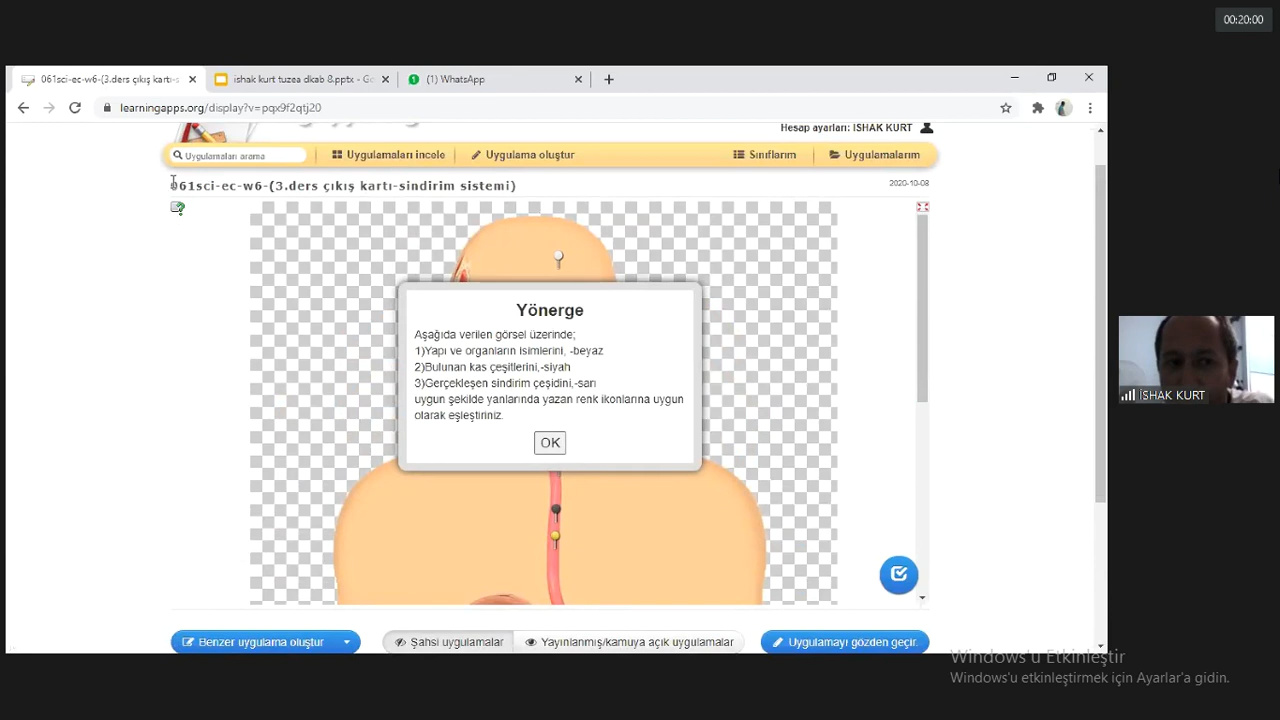 00:20:00
061sci-ec-w6-(3.ders çıkış kartı-s
ishak kurt tuzea dkab 8.pptx - Go
(1) WhatsApp
learningapps.org/display?v=pqx9f2qtj20
Hesap ayarları: İSHAK KURT
Uygulamaları arama
Uygulamaları incele
Uygulama oluştur
Sınıflarım
Uygulamalarım
061sci-ec-w6-(3.ders çıkış kartı-sindirim sistemi)
2020-10-08
Yönerge
Aşağıda verilen görsel üzerinde;
1)Yapı ve organların isimlerini, -beyaz
2)Bulunan kas çeşitlerini,-siyah
3)Gerçekleşen sindirim çeşidini,-sarı
uygun şekilde yanlarında yazan renk ikonlarına uygun
olarak eşleştiriniz.
OK
İSHAK KURT
Benzer uygulama oluştur
Şahsi uygulamalar
Yayınlanmış/kamuya açık uygulamalar
Uygulamayı gözden geçir.
Windows'u Etkinleştir
Windows'u etkinleştirmek için Ayarlar'a gidin.